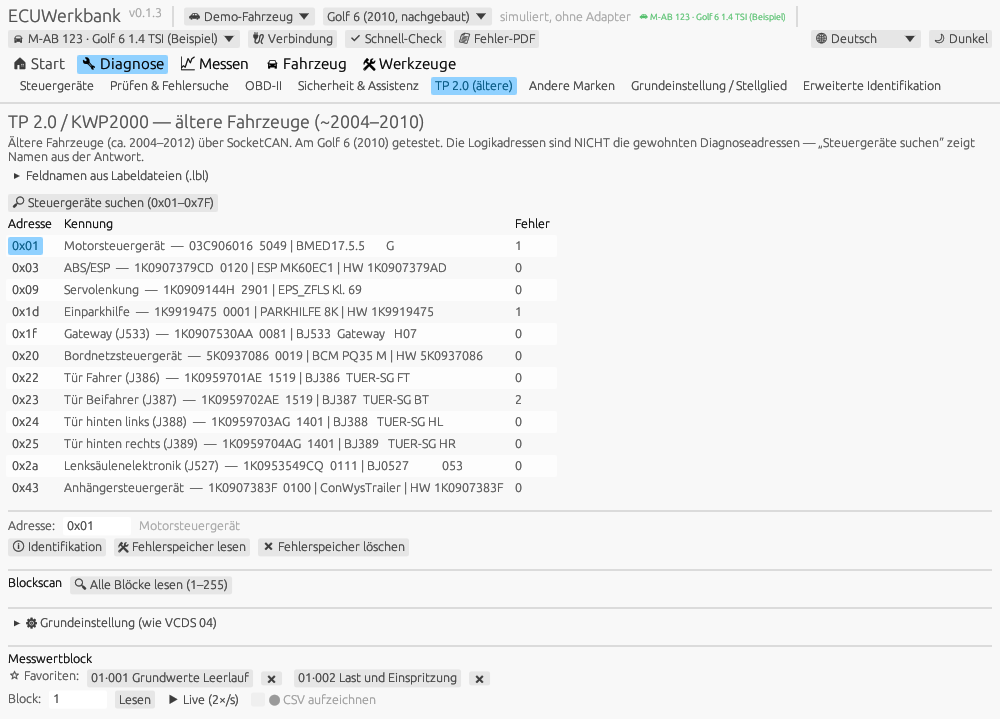 ECUWerkbank v0.1.3 Demo-Fahrzeug Golf 6 (2010, nachgebaut) simuliert, ohne Adapter M-AB 123 · Golf 6 1.4 TSI (Beispiel)
M-AB 123 · Golf 6 1.4 TSI (Beispiel) Verbindung Schnell-Check Fehler-PDF Deutsch Dunkel
Start Diagnose Messen Fahrzeug Werkzeuge
Steuergeräte Prüfen & Fehlersuche OBD-II Sicherheit & Assistenz TP 2.0 (ältere) Andere Marken Grundeinstellung / Stellglied Erweiterte Identifikation
TP 2.0 / KWP2000 — ältere Fahrzeuge (~2004–2010)
Ältere Fahrzeuge (ca. 2004–2012) über SocketCAN. Am Golf 6 (2010) getestet. Die Logikadressen sind NICHT die gewohnten Diagnoseadressen — „Steuergeräte suchen“ zeigt
Namen aus der Antwort.
Feldnamen aus Labeldateien (.lbl)
Steuergeräte suchen (0x01–0x7F)
Adresse Kennung Fehler
0x01 Motorsteuergerät — 03C906016 5049 | BMED17.5.5 G 1
0x03 ABS/ESP — 1K0907379CD 0120 | ESP MK60EC1 | HW 1K0907379AD 0
0x09 Servolenkung — 1K0909144H 2901 | EPS_ZFLS Kl. 69 0
0x1d Einparkhilfe — 1K9919475 0001 | PARKHILFE 8K | HW 1K9919475 1
0x1f Gateway (J533) — 1K0907530AA 0081 | BJ533 Gateway H07 0
0x20 Bordnetzsteuergerät — 5K0937086 0019 | BCM PQ35 M | HW 5K0937086 0
0x22 Tür Fahrer (J386) — 1K0959701AE 1519 | BJ386 TUER-SG FT 0
0x23 Tür Beifahrer (J387) — 1K0959702AE 1519 | BJ387 TUER-SG BT 2
0x24 Tür hinten links (J388) — 1K0959703AG 1401 | BJ388 TUER-SG HL 0
0x25 Tür hinten rechts (J389) — 1K0959704AG 1401 | BJ389 TUER-SG HR 0
0x2a Lenksäulenelektronik (J527) — 1K0953549CQ 0111 | BJ0527 053 0
0x43 Anhängersteuergerät — 1K0907383F 0100 | ConWysTrailer | HW 1K0907383F 0
Adresse: 0x01 Motorsteuergerät
Identifikation Fehlerspeicher lesen Fehlerspeicher löschen
Blockscan Alle Blöcke lesen (1–255)
Grundeinstellung (wie VCDS 04)
Messwertblock
Favoriten: 01·001 Grundwerte Leerlauf 01·002 Last und Einspritzung
Block: 1 Lesen Live (2×/s) CSV aufzeichnen